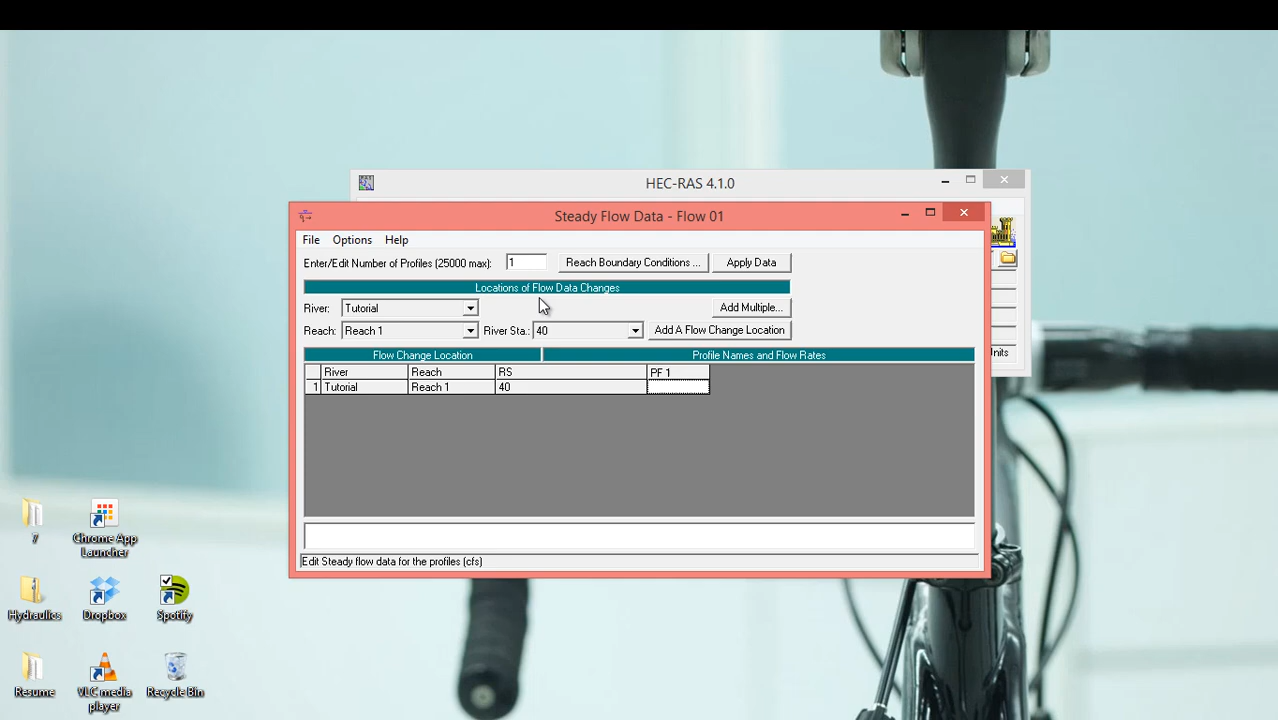 HEC-RAS 4.1.0
Steady Flow Data - Flow 01
File Options Help
Enter/Edit Number of Profiles (25000 max): 1 Reach Boundary Conditions ... Apply Data
Locations of Flow Data Changes
River: Tutorial Add Multiple...
Reach: Reach 1 River Sta.: 40 Add A Flow Change Location
Flow Change Location Profile Names and Flow Rates
River Reach RS PF 1
1 Tutorial Reach 1 40
Edit Steady flow data for the profiles (cfs)
7
Chrome App
Launcher
Hydraulics
Dropbox
Spotify
Resume
VLC media
player
Recycle Bin